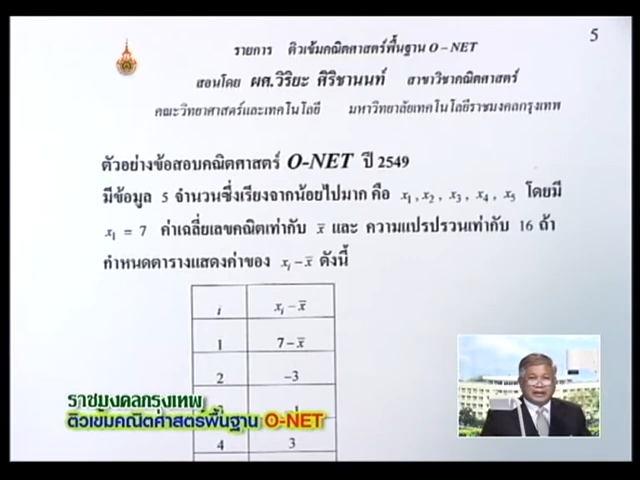 5
รายการ ติวเข้มคณิตศาสตร์พื้นฐาน O - NET
สอนโดย ผศ.วิริยะ ศิริชานนท์ สาขาวิชาคณิตศาสตร์
คณะวิทยาศาสตร์และเทคโนโลยี มหาวิทยาลัยเทคโนโลยีราชมงคลกรุงเทพ
ตัวอย่างข้อสอบคณิตศาสตร์ O-NET ปี 2549
มีข้อมูล 5 จำนวนซึ่งเรียงจากน้อยไปมาก คือ x₁ , x₂ , x₃ , x₄ , x₅ โดยมี
x₁ = 7 ค่าเฉลี่ยเลขคณิตเท่ากับ x̅ และ ความแปรปรวนเท่ากับ 16 ถ้า
กำหนดตารางแสดงค่าของ xᵢ – x̅ ดังนี้
i xᵢ – x̅
1 7 – x̅
2 –3
4 3
ราชมงคลกรุงเทพ
ติวเข้มคณิตศาสตร์พื้นฐาน O-NET